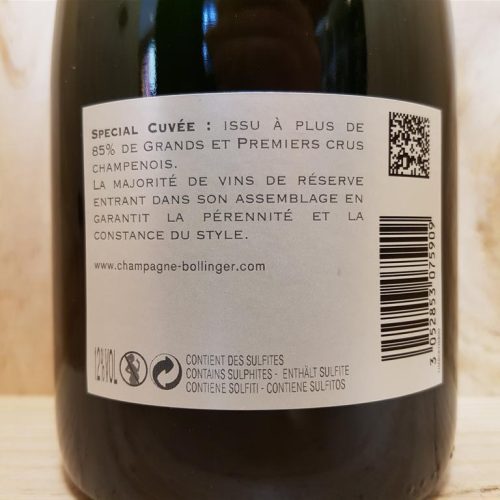 SPECIAL CUVÉE : ISSU À PLUS DE
85% DE GRANDS ET PREMIERS CRUS
CHAMPENOIS.
LA MAJORITÉ DE VINS DE RÉSERVE
ENTRANT DANS SON ASSEMBLAGE EN
GARANTIT LA PÉRENNITÉ ET LA
CONSTANCE DU STYLE.
www.champagne-bollinger.com
3 052853 075909
12%VOL
CONTIENT DES SULFITES
CONTAINS SULPHITES - ENTHÄLT SULFITE
CONTIENE SOLFITI - CONTIENE SULFITOS